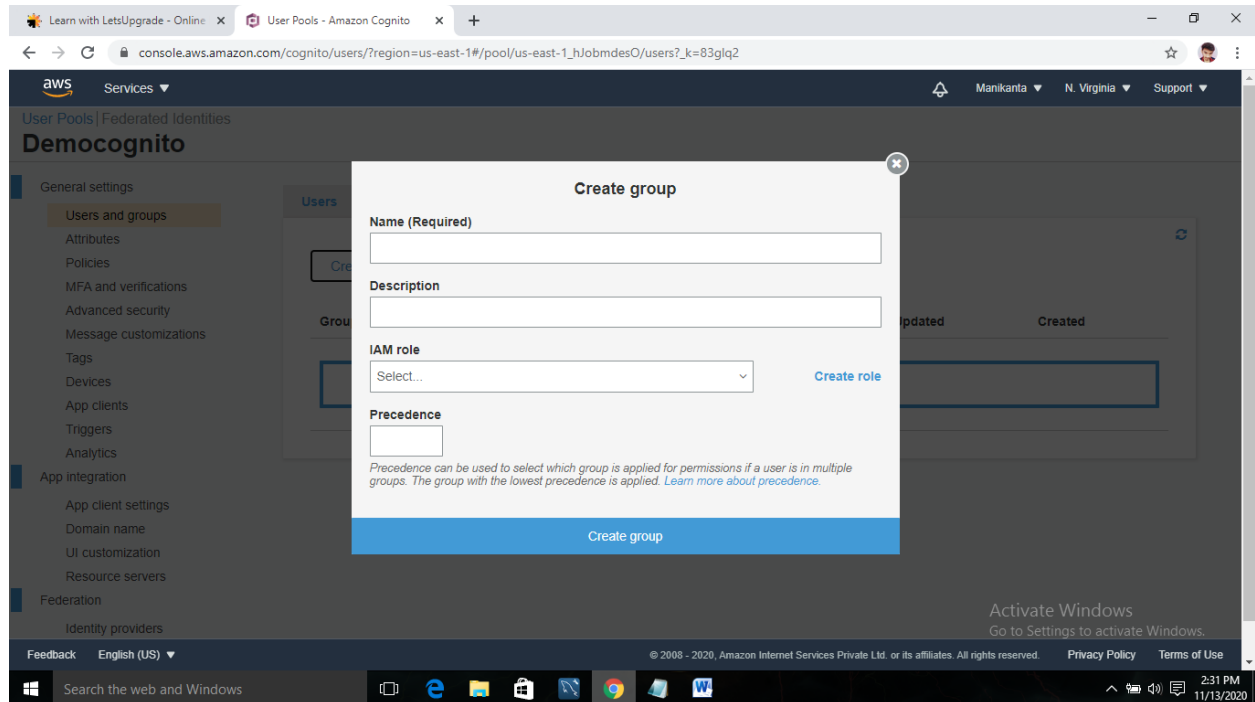 Learn with LetsUpgrade - Online
User Pools - Amazon Cognito
console.aws.amazon.com/cognito/users/?region=us-east-1#/pool/us-east-1_hJobmdesO/users?_k=83glq2
aws
Services
Manikanta
N. Virginia
Support
User Pools | Federated Identities
Democognito
General settings
Users and groups
Attributes
Policies
MFA and verifications
Advanced security
Message customizations
Tags
Devices
App clients
Triggers
Analytics
App integration
App client settings
Domain name
UI customization
Resource servers
Federation
Identity providers
Users
Cre
Grou
pdated
Created
Create group
Name (Required)
Description
IAM role
Select...
Create role
Precedence
Precedence can be used to select which group is applied for permissions if a user is in multiple
groups. The group with the lowest precedence is applied. Learn more about precedence.
Create group
Activate Windows
Go to Settings to activate Windows.
Feedback
English (US)
© 2008 - 2020, Amazon Internet Services Private Ltd. or its affiliates. All rights reserved.
Privacy Policy
Terms of Use
Search the web and Windows
2:31 PM
11/13/2020